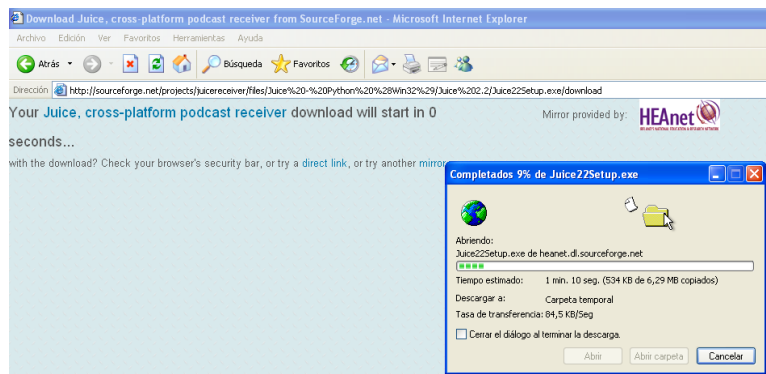 Download Juice, cross-platform podcast receiver from SourceForge.net - Microsoft Internet Explorer
Archivo Edición Ver Favoritos Herramientas Ayuda
Atrás Búsqueda Favoritos
Dirección http://sourceforge.net/projects/juicereceiver/files/Juice%20-%20Python%20%28Win32%29/Juice%202.2/Juice22Setup.exe/download
Your Juice, cross-platform podcast receiver download will start in 0
seconds...
Mirror provided by: HEAnet
IRELAND'S NATIONAL EDUCATION & RESEARCH NETWORK
with the download? Check your browser's security bar, or try a direct link, or try another mirror
Completados 9% de Juice22Setup.exe
Abriendo:
Juice22Setup.exe de heanet.dl.sourceforge.net
Tiempo estimado: 1 min. 10 seg. (534 KB de 6,29 MB copiados)
Descargar a: Carpeta temporal
Tasa de transferencia: 84,5 KB/Seg
Cerrar el diálogo al terminar la descarga.
Abrir Abrir carpeta Cancelar